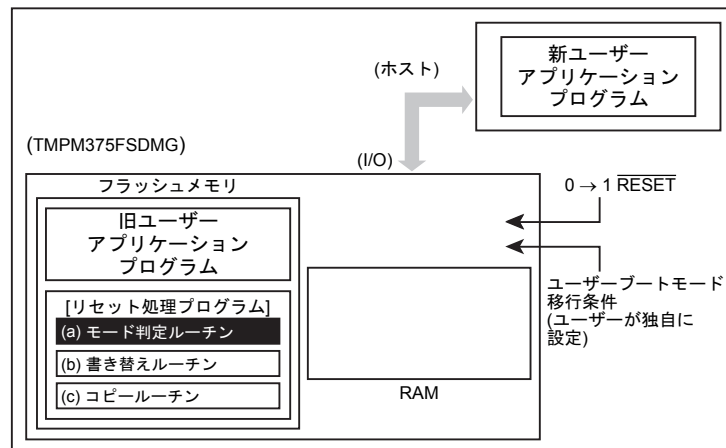 新ユーザー
アプリケーション
プログラム
(ホスト)
(TMPM375FSDMG)
(I/O)
フラッシュメモリ
旧ユーザー
アプリケーション
プログラム
[リセット処理プログラム]
(a) モード判定ルーチン
(b) 書き替えルーチン
(c) コピールーチン
RAM
0 → 1 RESET
ユーザーブートモード
移行条件
(ユーザーが独自に
設定)